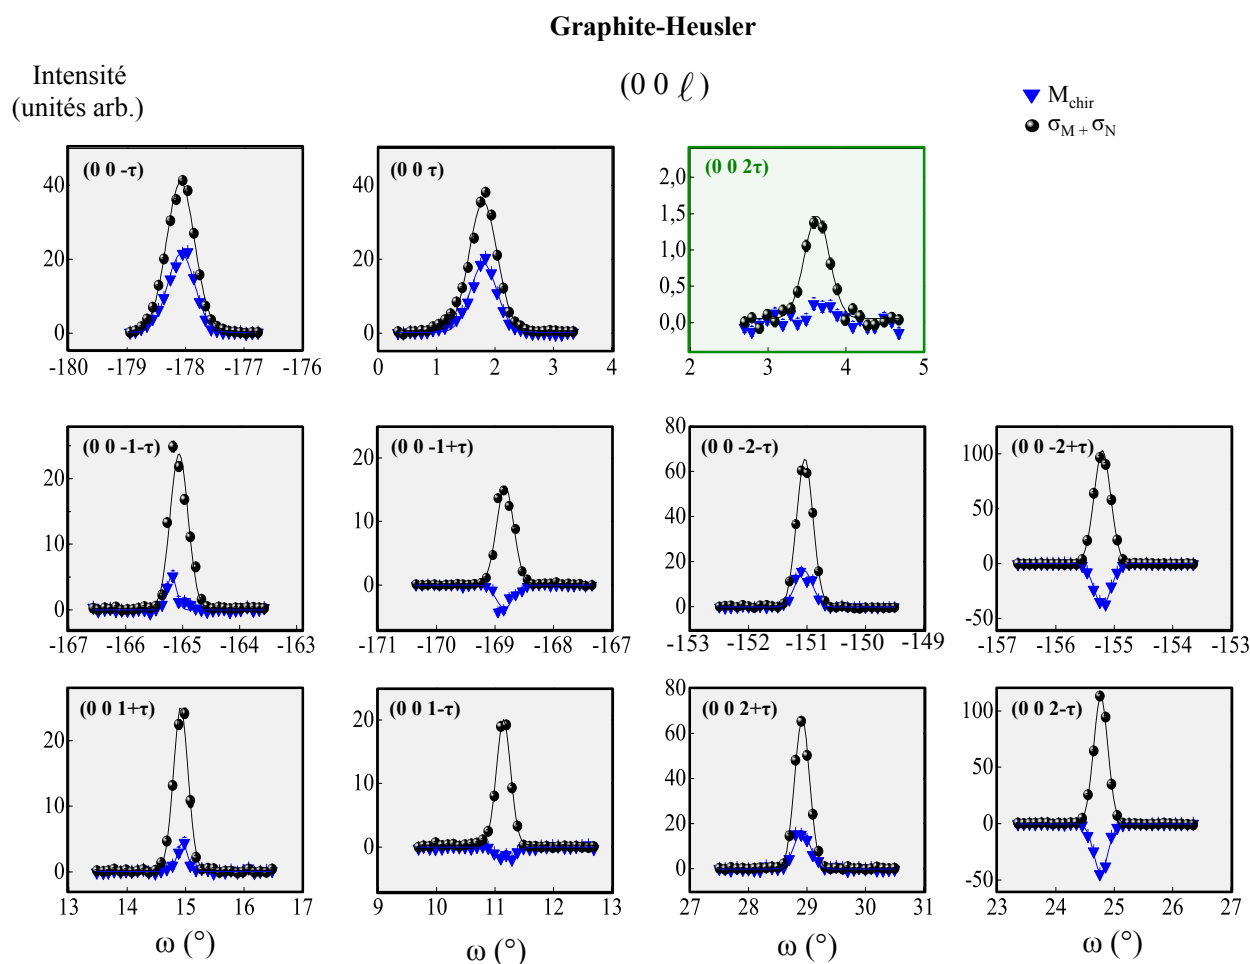 Graphite-Heusler
Intensité
(unités arb.)
(0 0 ℓ)
M_chir
σ_M + σ_N
(0 0 -τ)
40
20
0
-180 -179 -178 -177 -176
(0 0 τ)
40
20
0
0 1 2 3 4
(0 0 2τ)
2,0
1,5
1,0
0,5
0,0
2 3 4 5
(0 0 -1-τ)
20
10
0
-167 -166 -165 -164 -163
(0 0 -1+τ)
20
10
0
-171 -170 -169 -168 -167
(0 0 -2-τ)
80
60
40
20
0
-153 -152 -151 -150 -149
(0 0 -2+τ)
100
50
0
-50
-157 -156 -155 -154 -153
(0 0 1+τ)
20
10
0
13 14 15 16 17
ω (°)
(0 0 1-τ)
20
10
0
9 10 11 12 13
ω (°)
(0 0 2+τ)
80
60
40
20
0
27 28 29 30 31
ω (°)
(0 0 2-τ)
100
50
0
-50
23 24 25 26 27
ω (°)